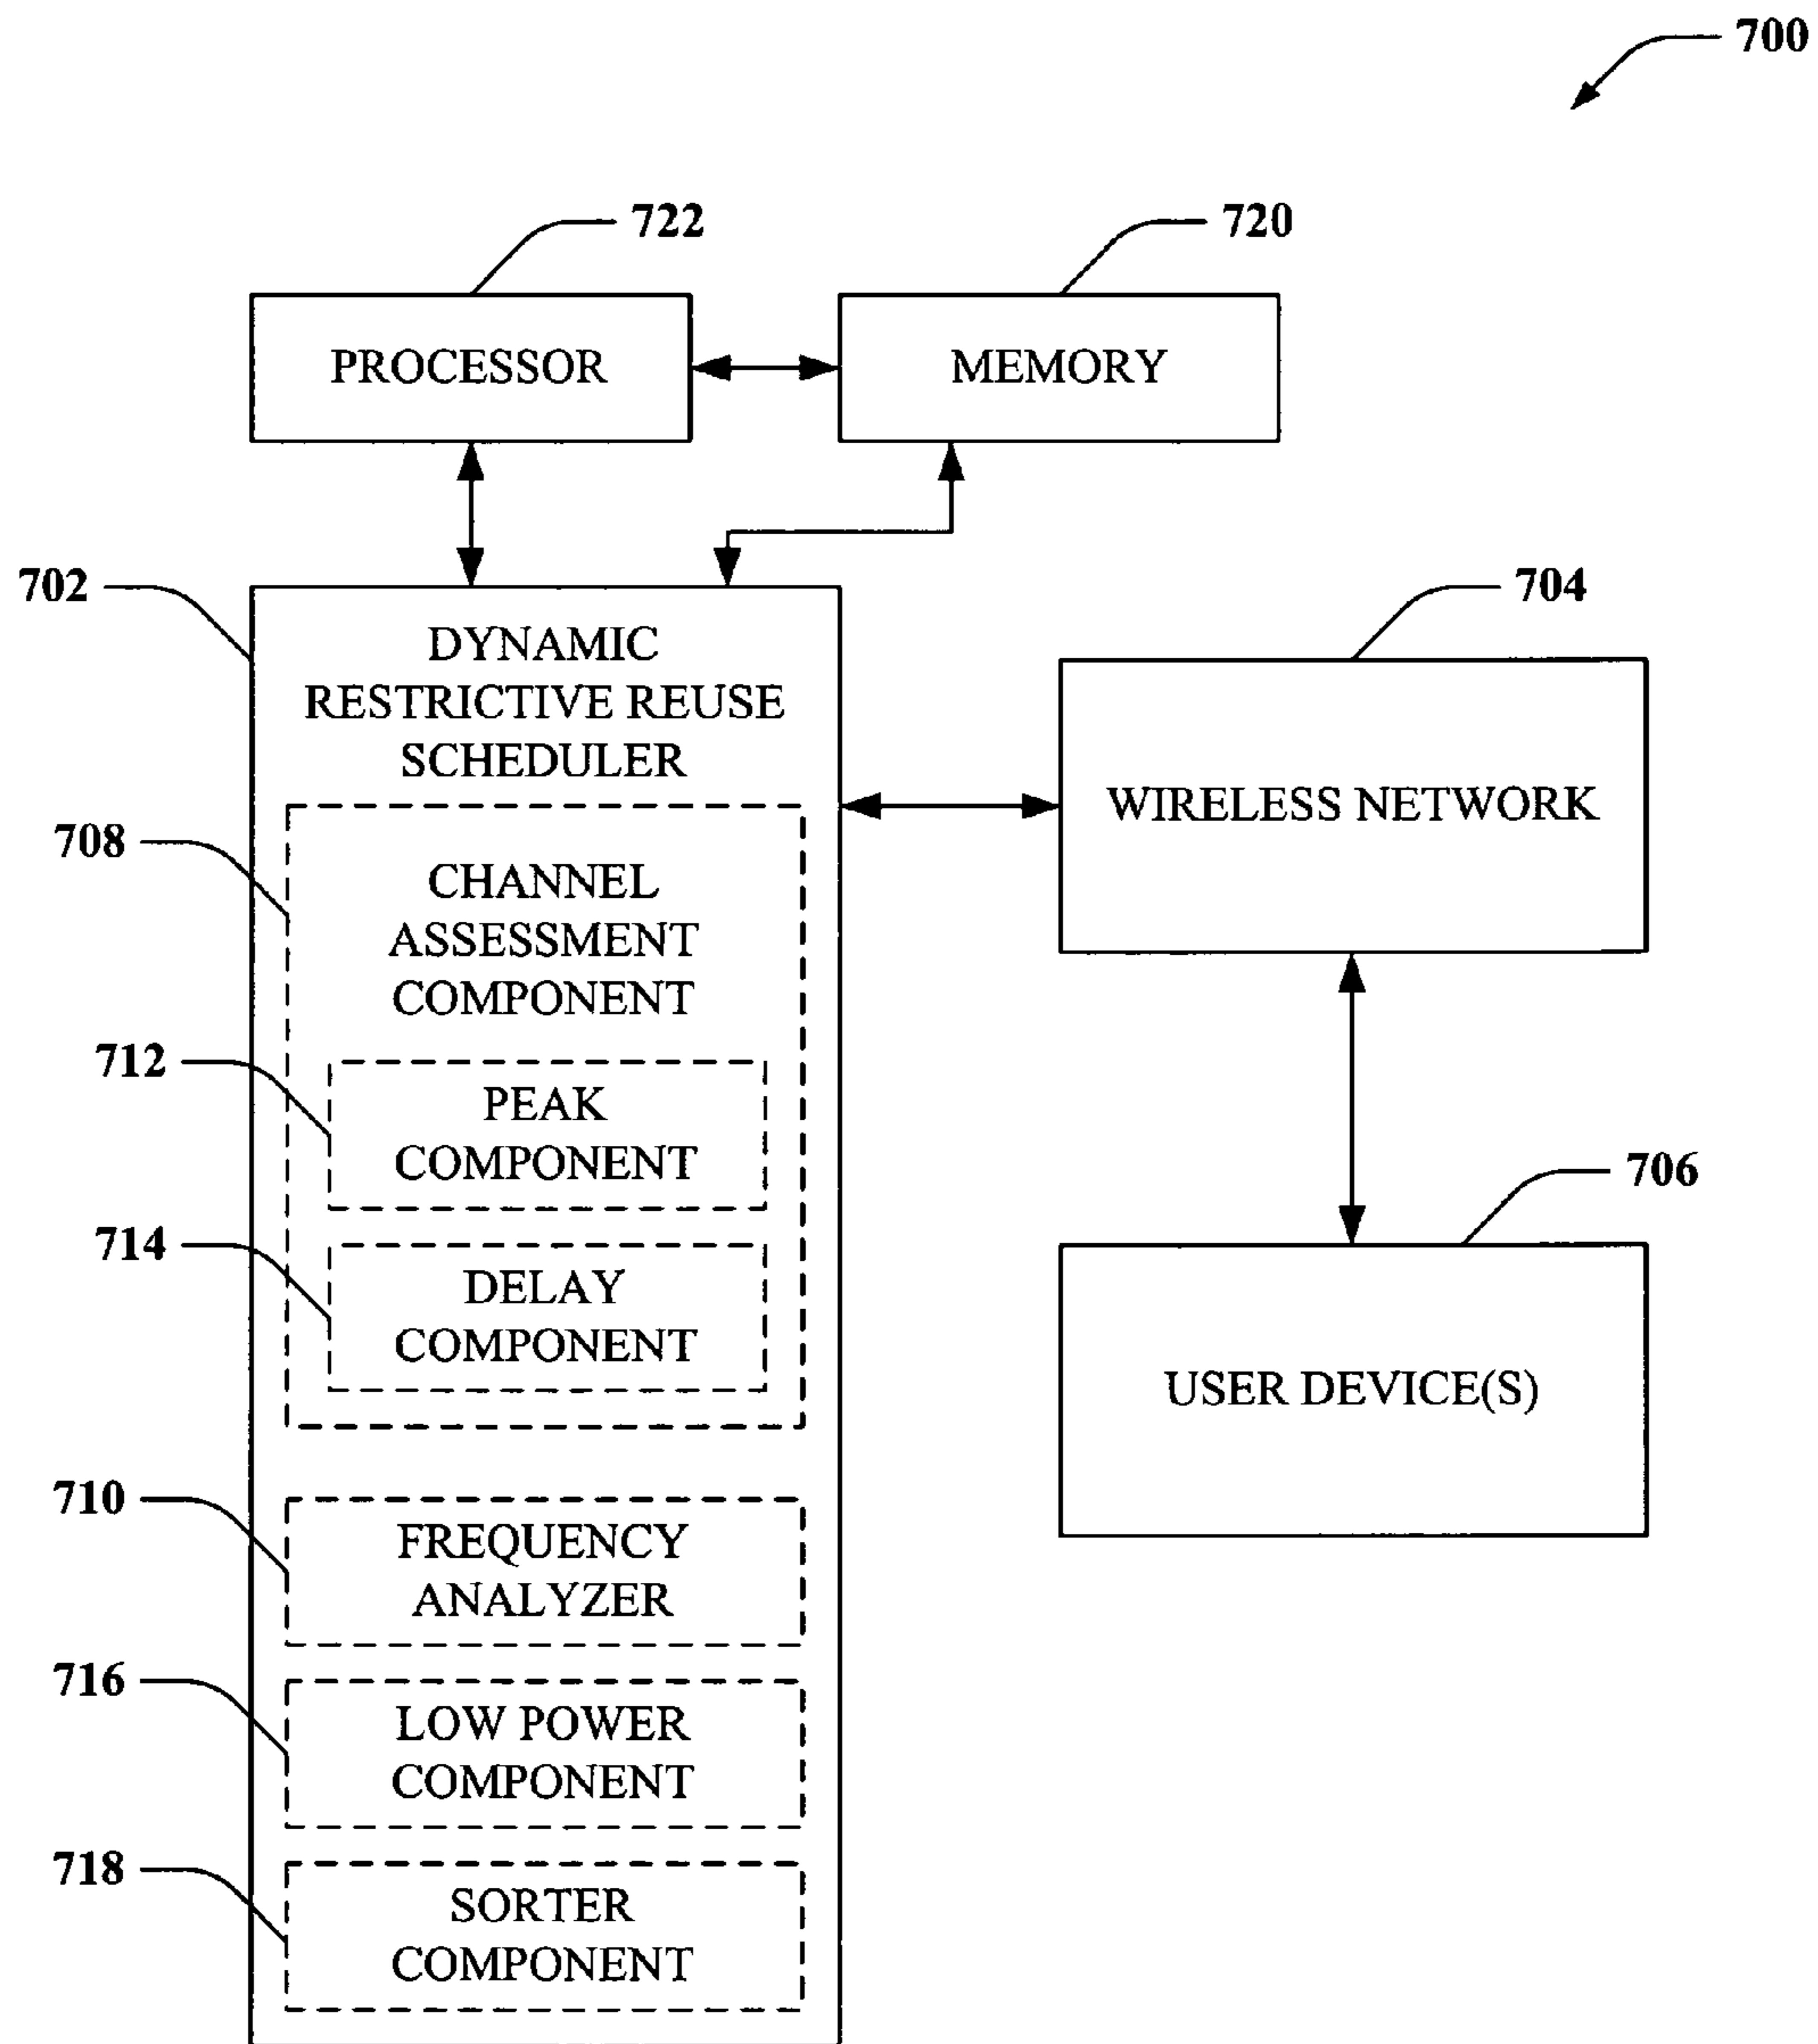 700
722
720
PROCESSOR
MEMORY
702
DYNAMIC
RESTRICTIVE REUSE
SCHEDULER
704
WIRELESS NETWORK
708
CHANNEL
ASSESSMENT
COMPONENT
712
PEAK
COMPONENT
714
DELAY
COMPONENT
706
USER DEVICE(S)
710
FREQUENCY
ANALYZER
716
LOW POWER
COMPONENT
718
SORTER
COMPONENT